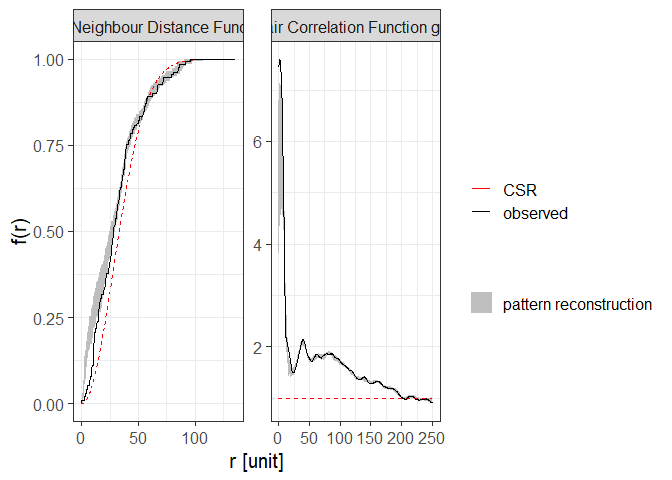 Neighbour Distance Func
air Correlation Function g
1.00
0.75
0.50
0.25
0.00
6
4
2
f(r)
0 50 100
0 50 100 150 200 250
r [unit]
CSR
observed
pattern reconstruction